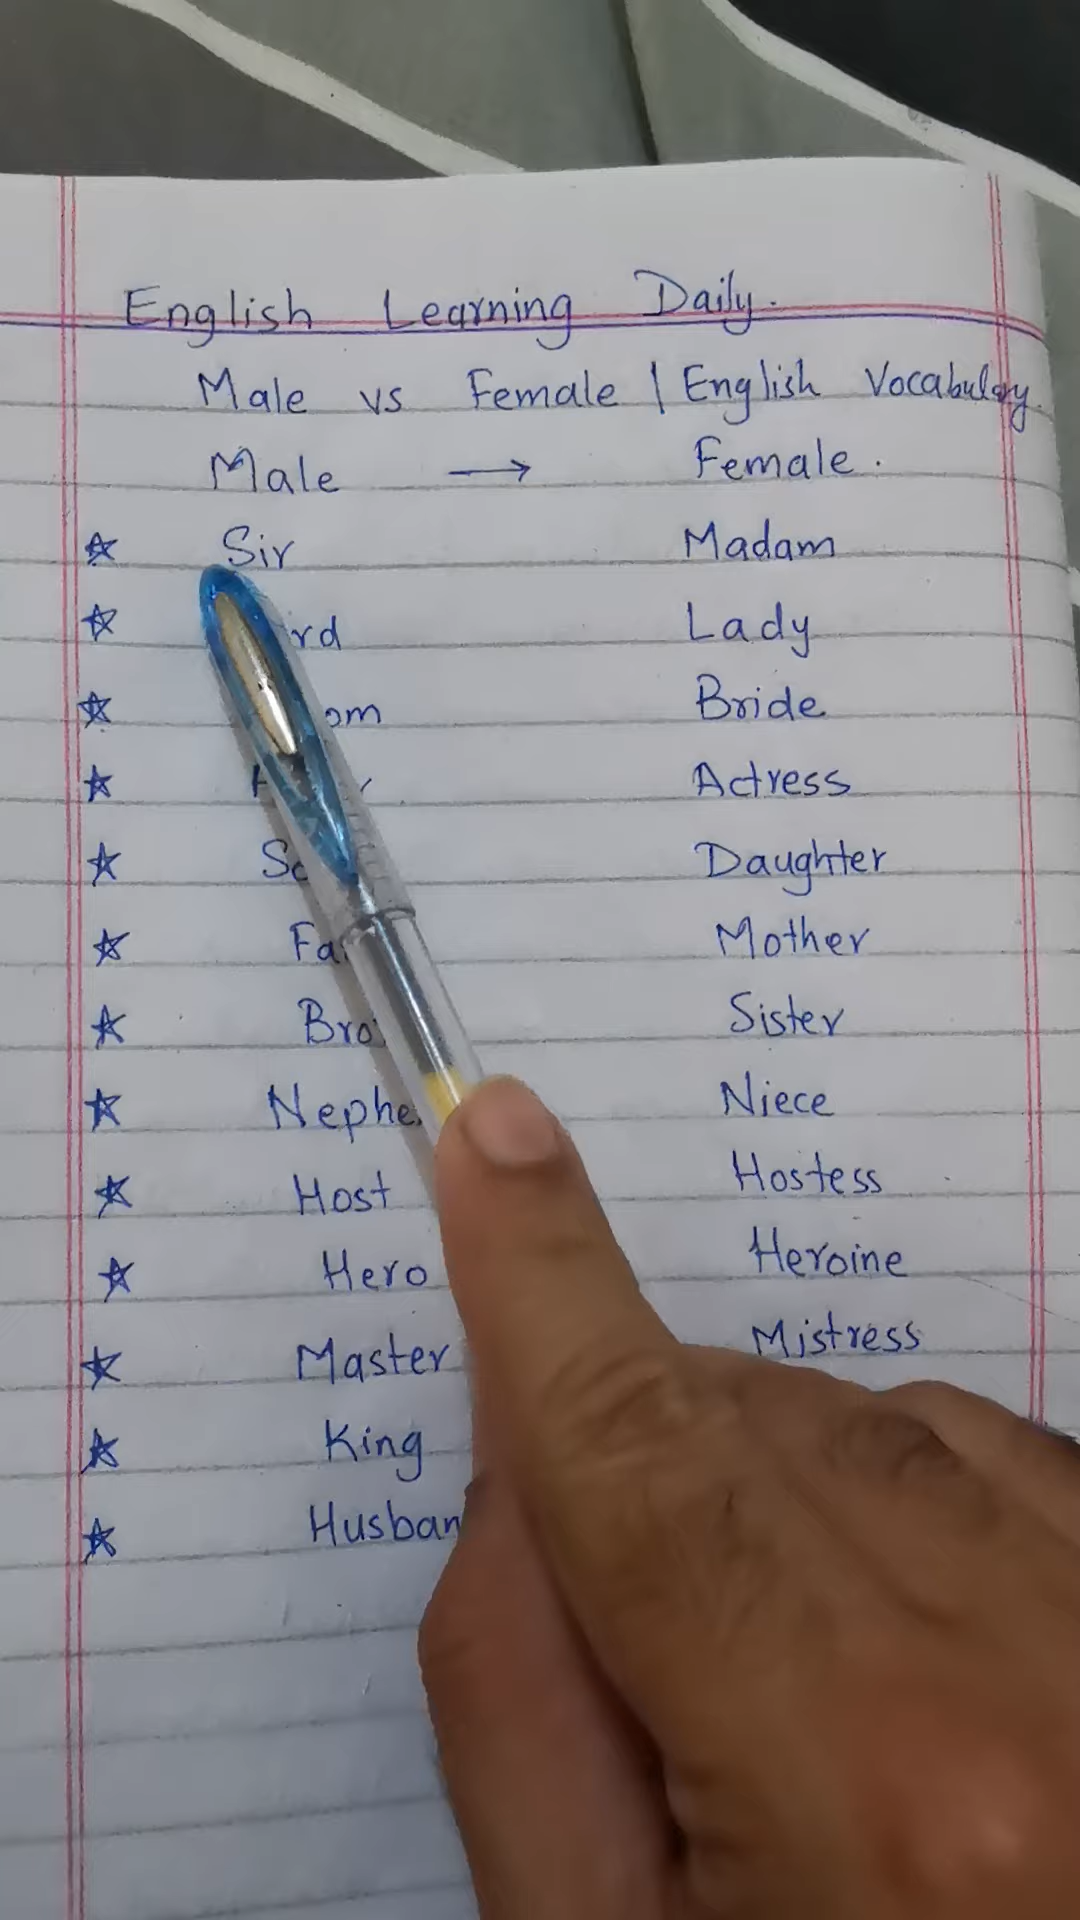 English Learning Daily.
Male vs Female | English Vocabulary.
Male → Female.
Sir Madam
Lady
Bride
Actress
Daughter
Mother
Sister
Niece
Host Hostess
Hero Heroine
Master Mistress
King